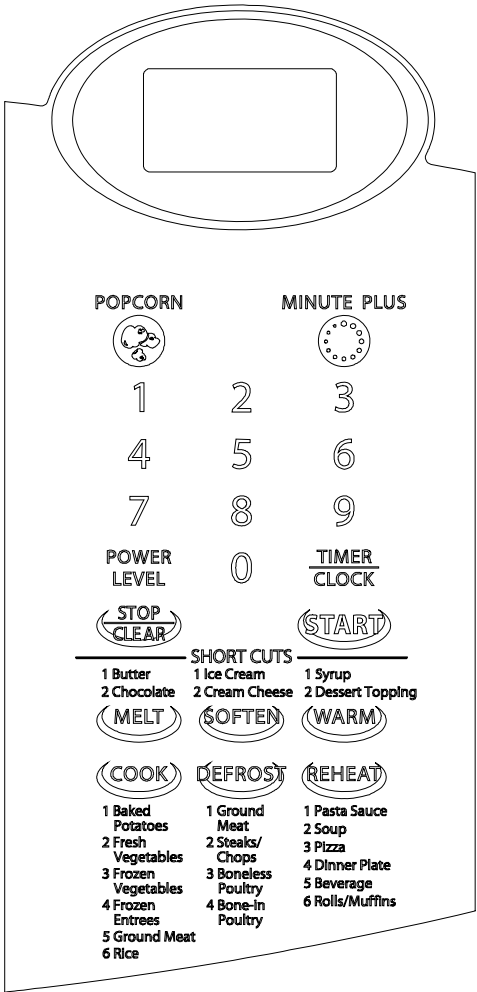 POPCORN MINUTE PLUS
1 2 3
4 5 6
7 8 9
POWER
LEVEL
0
TIMER
CLOCK
STOP
CLEAR
START
SHORT CUTS
1 Butter
2 Chocolate
1 Ice Cream
2 Cream Cheese
1 Syrup
2 Dessert Topping
MELT SOFTEN WARM
COOK DEFROST REHEAT
1 Baked
Potatoes
2 Fresh
Vegetables
3 Frozen
Vegetables
4 Frozen
Entrees
5 Ground Meat
6 Rice
1 Ground
Meat
2 Steaks/
Chops
3 Boneless
Poultry
4 Bone-in
Poultry
1 Pasta Sauce
2 Soup
3 Pizza
4 Dinner Plate
5 Beverage
6 Rolls/Muffins